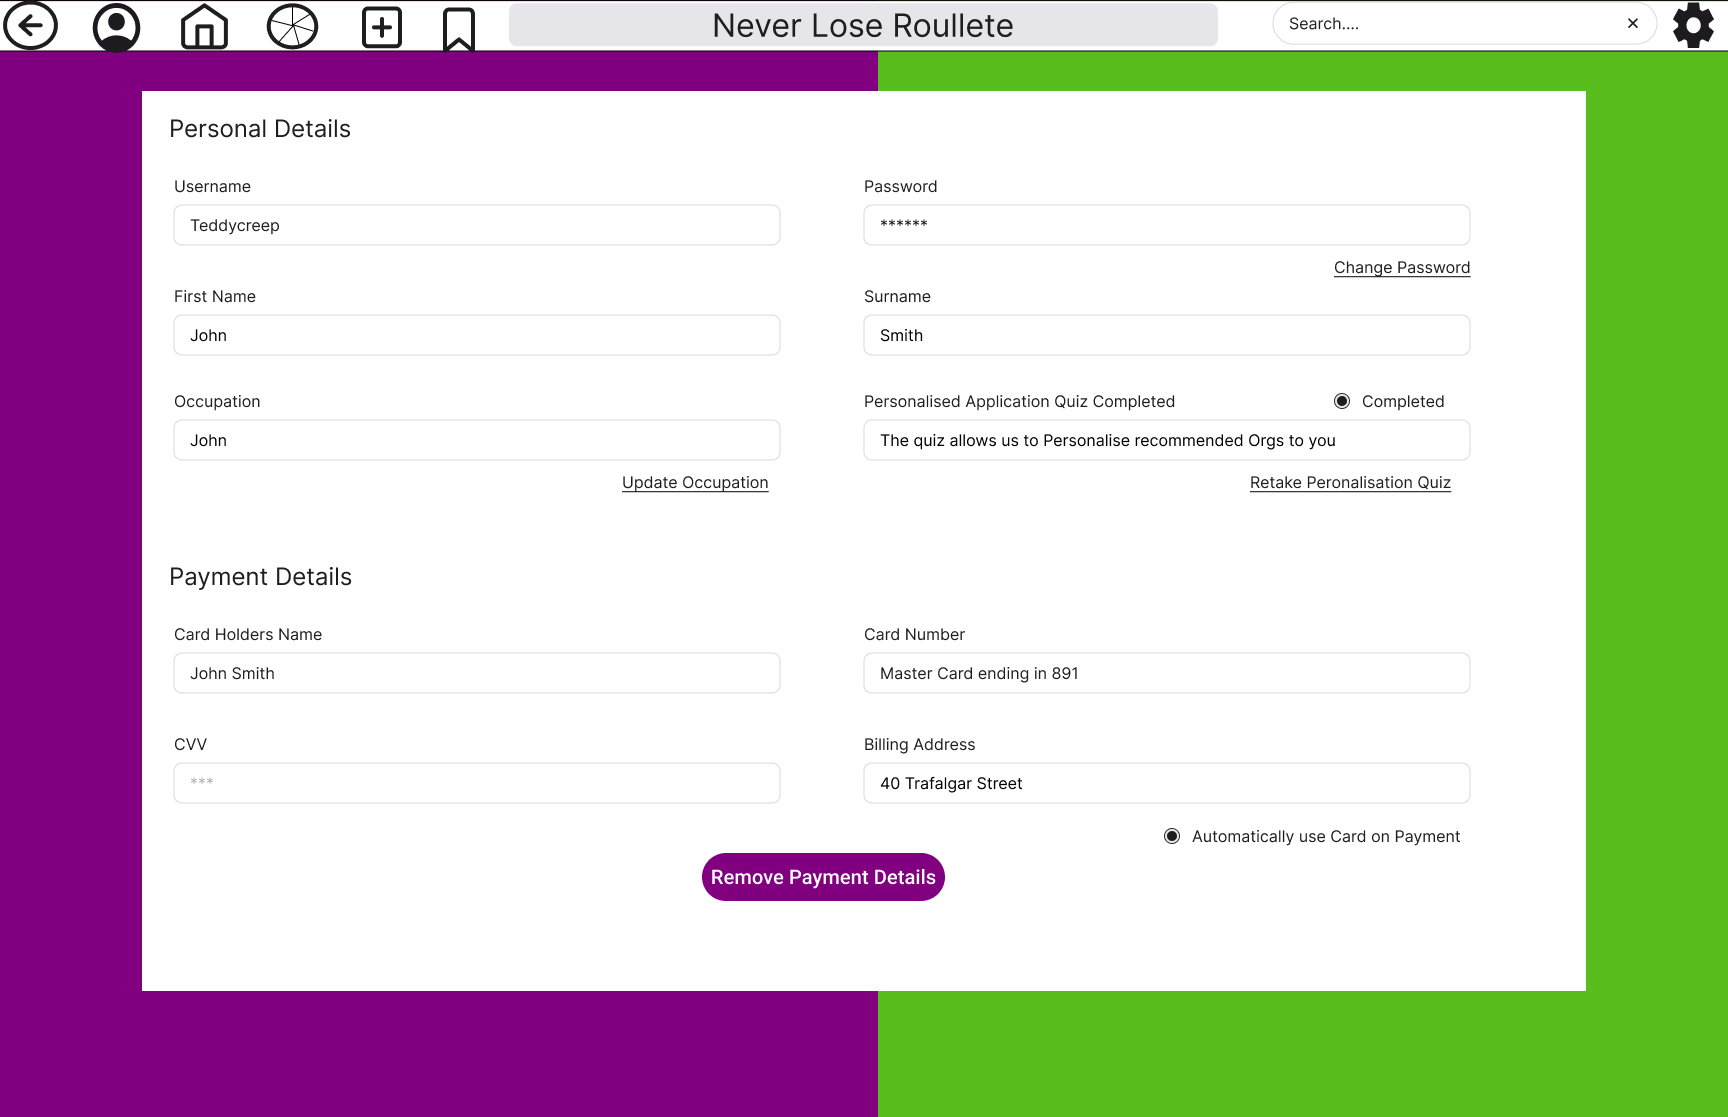 Never Lose Roullete
Search....
Personal Details
Username
Password
Teddycreep
******
Change Password
First Name
Surname
John
Smith
Occupation
Personalised Application Quiz Completed
Completed
John
The quiz allows us to Personalise recommended Orgs to you
Update Occupation
Retake Peronalisation Quiz
Payment Details
Card Holders Name
Card Number
John Smith
Master Card ending in 891
CVV
Billing Address
***
40 Trafalgar Street
Automatically use Card on Payment
Remove Payment Details